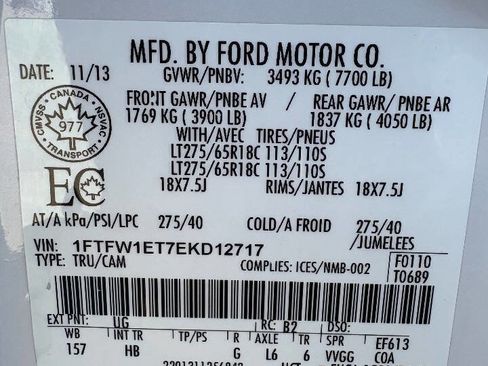 MFD. BY FORD MOTOR CO.
DATE: 11/13 GVWR/PNBV: 3493 KG ( 7700 LB)
FRONT GAWR/PNBE AV / REAR GAWR/ PNBE AR
1769 KG ( 3900 LB) 1837 KG ( 4050 LB)
WITH/AVEC TIRES/PNEUS
LT275/65R18C 113/110S LT275/65R18C 113/110S
18X7.5J RIMS/JANTES 18X7.5J
CMVSS · CANADA · NSVAC
977
TRANSPORT
EC
AT/A kPa/PSI/LPC 275/40 COLD/A FROID 275/40
/JUMELEES
VIN: 1FTFW1ET7EKD12717 F0110
TYPE: TRU/CAM COMPLIES: ICES/NMB-002 T0689
EXT PNT: UG RC: B2 DSO:
WB INT TR TP/PS R AXLE TR SPR EF613
157 HB G L6 6 VVGG COA